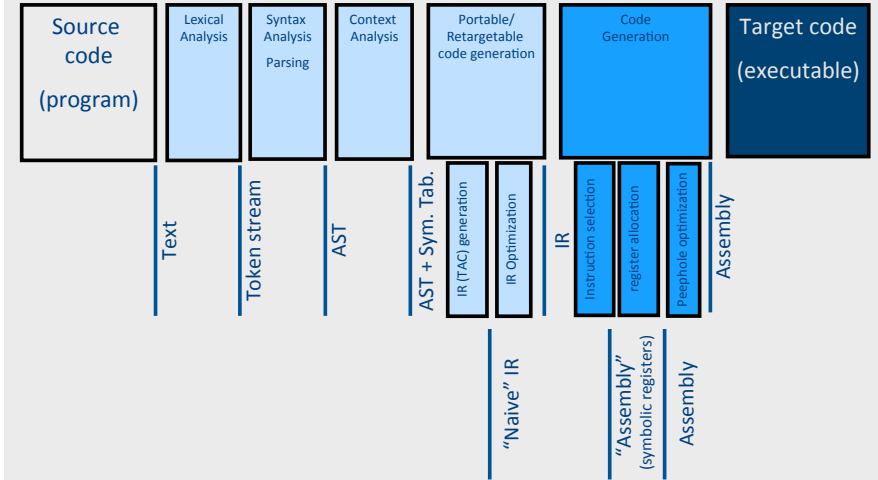 Source
code
(program)
Lexical
Analysis
Syntax
Analysis
Parsing
Context
Analysis
Portable/
Retargetable
code generation
Code
Generation
Target code
(executable)
Text
Token stream
AST
AST + Sym. Tab.
IR (TAC) generation
IR Optimization
IR
Instruction selection
register allocation
Peephole optimization
Assembly
“Naive” IR
“Assembly”
(symbolic registers)
Assembly